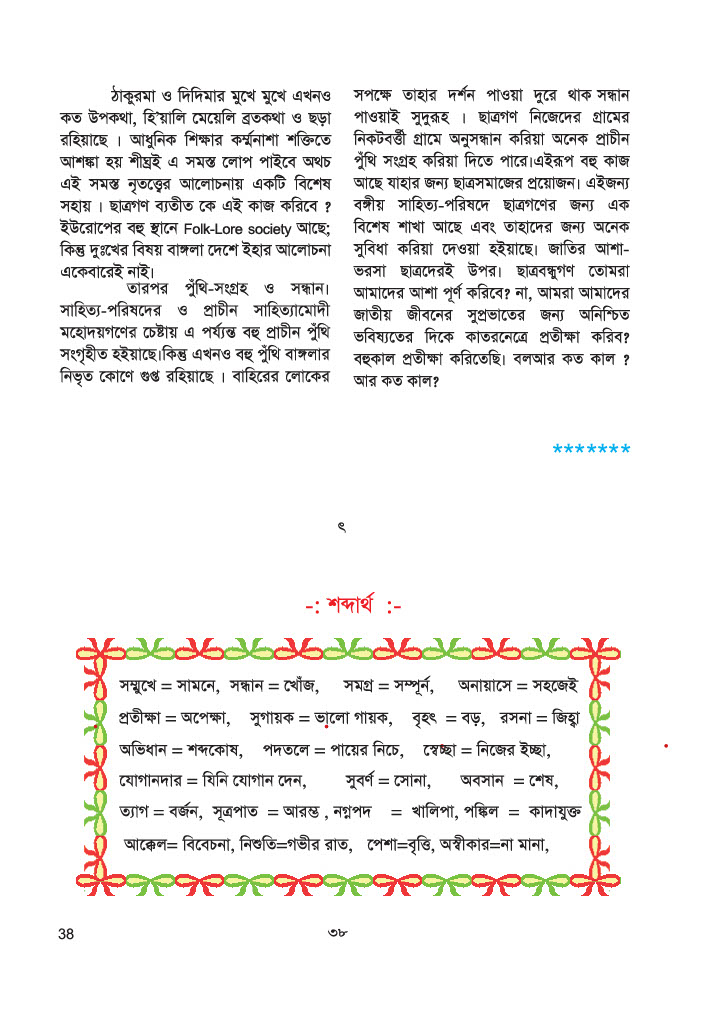 ঠাকুরমা ও দিদিমার মুখে মুখে এখনও
কত উপকথা, হিঁয়ালি মেয়েলি ব্রতকথা ও ছড়া
রহিয়াছে । আধুনিক শিক্ষার কর্ম্মনাশা শক্তিতে
আশঙ্কা হয় শীঘ্রই এ সমস্ত লোপ পাইবে অথচ
এই সমস্ত নৃতত্ত্বের আলোচনায় একটি বিশেষ
সহায় । ছাত্রগণ ব্যতীত কে এই কাজ করিবে ?
ইউরোপের বহু স্থানে Folk-Lore society আছে;
কিন্তু দুঃখের বিষয় বাঙ্গলা দেশে ইহার আলোচনা
একেবারেই নাই।
তারপর পুঁথি-সংগ্রহ ও সন্ধান।
সাহিত্য-পরিষদের ও প্রাচীন সাহিত্যামোদী
মহোদয়গণের চেষ্টায় এ পর্য্যন্ত বহু প্রাচীন পুঁথি
সংগৃহীত হইয়াছে।কিন্তু এখনও বহু পুঁথি বাঙ্গলার
নিভৃত কোণে গুপ্ত রহিয়াছে । বাহিরের লোকের
সপক্ষে তাহার দর্শন পাওয়া দূরে থাক সন্ধান
পাওয়াই সুদুরূহ । ছাত্রগণ নিজেদের গ্রামের
নিকটবর্ত্তী গ্রামে অনুসন্ধান করিয়া অনেক প্রাচীন
পুঁথি সংগ্রহ করিয়া দিতে পারে।এইরূপ বহু কাজ
আছে যাহার জন্য ছাত্রসমাজের প্রয়োজন। এইজন্য
বঙ্গীয় সাহিত্য-পরিষদে ছাত্রগণের জন্য এক
বিশেষ শাখা আছে এবং তাহাদের জন্য অনেক
সুবিধা করিয়া দেওয়া হইয়াছে। জাতির আশা-
ভরসা ছাত্রদেরই উপর। ছাত্রবন্ধুগণ তোমরা
আমাদের আশা পূর্ণ করিবে? না, আমরা আমাদের
জাতীয় জীবনের সুপ্রভাতের জন্য অনিশ্চিত
ভবিষ্যতের দিকে কাতরনেত্রে প্রতীক্ষা করিব?
বহুকাল প্রতীক্ষা করিতেছি। বলআর কত কাল ?
আর কত কাল?
*******
ৎ
-: শব্দার্থ :-
সম্মুখে = সামনে, সন্ধান = খোঁজ, সমগ্র = সম্পূর্ন, অনায়াসে = সহজেই
প্রতীক্ষা = অপেক্ষা, সুগায়ক = ভালো গায়ক, বৃহৎ = বড়, রসনা = জিহ্বা
অভিধান = শব্দকোষ, পদতলে = পায়ের নিচে, স্বেচ্ছা = নিজের ইচ্ছা,
যোগানদার = যিনি যোগান দেন, সুবর্ণ = সোনা, অবসান = শেষ,
ত্যাগ = বর্জন, সূত্রপাত = আরম্ভ , নগ্নপদ = খালিপা, পঙ্কিল = কাদাযুক্ত
আক্কেল= বিবেচনা, নিশুতি=গভীর রাত, পেশা=বৃত্তি, অস্বীকার=না মানা,
38 ৩৮